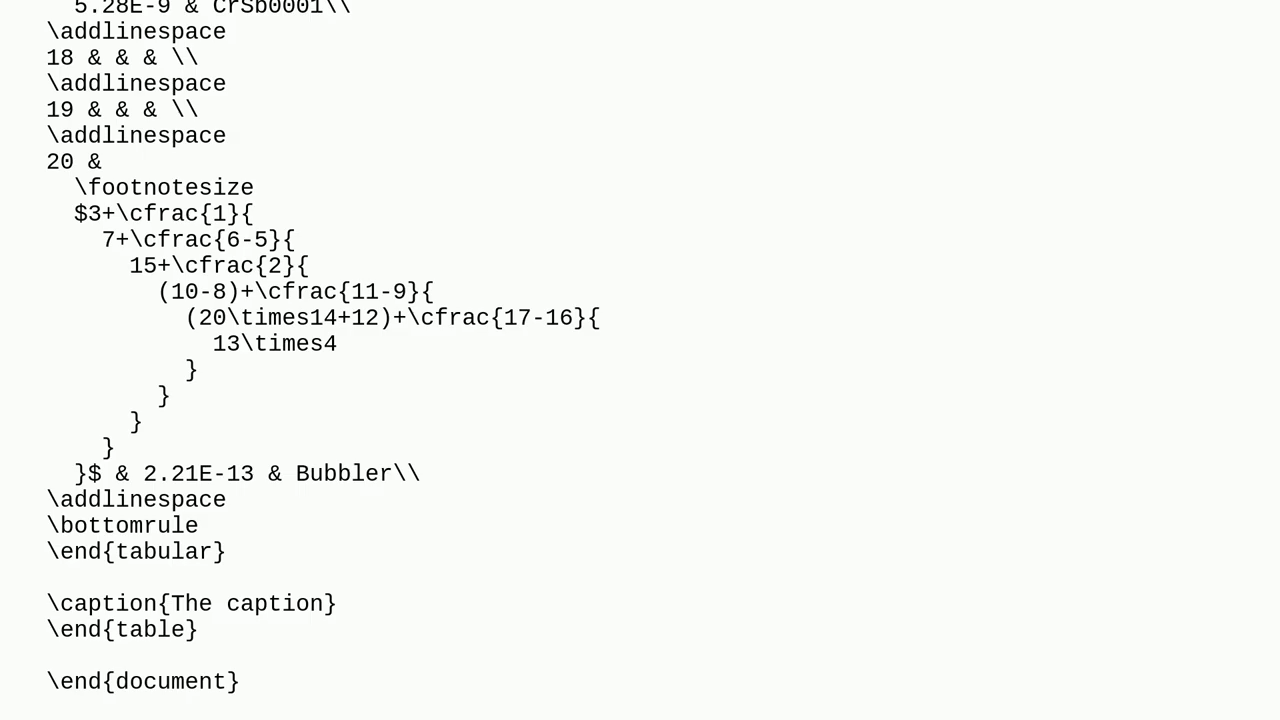 5.28E-9 & CrSb0001\\
\addlinespace
18 & & & \\
\addlinespace
19 & & & \\
\addlinespace
20 &
\footnotesize
$3+\cfrac{1}{
7+\cfrac{6-5}{
15+\cfrac{2}{
(10-8)+\cfrac{11-9}{
(20\times14+12)+\cfrac{17-16}{
13\times4
}
}
}
}
}$ & 2.21E-13 & Bubbler\\
\addlinespace
\bottomrule
\end{tabular}
\caption{The caption}
\end{table}
\end{document}